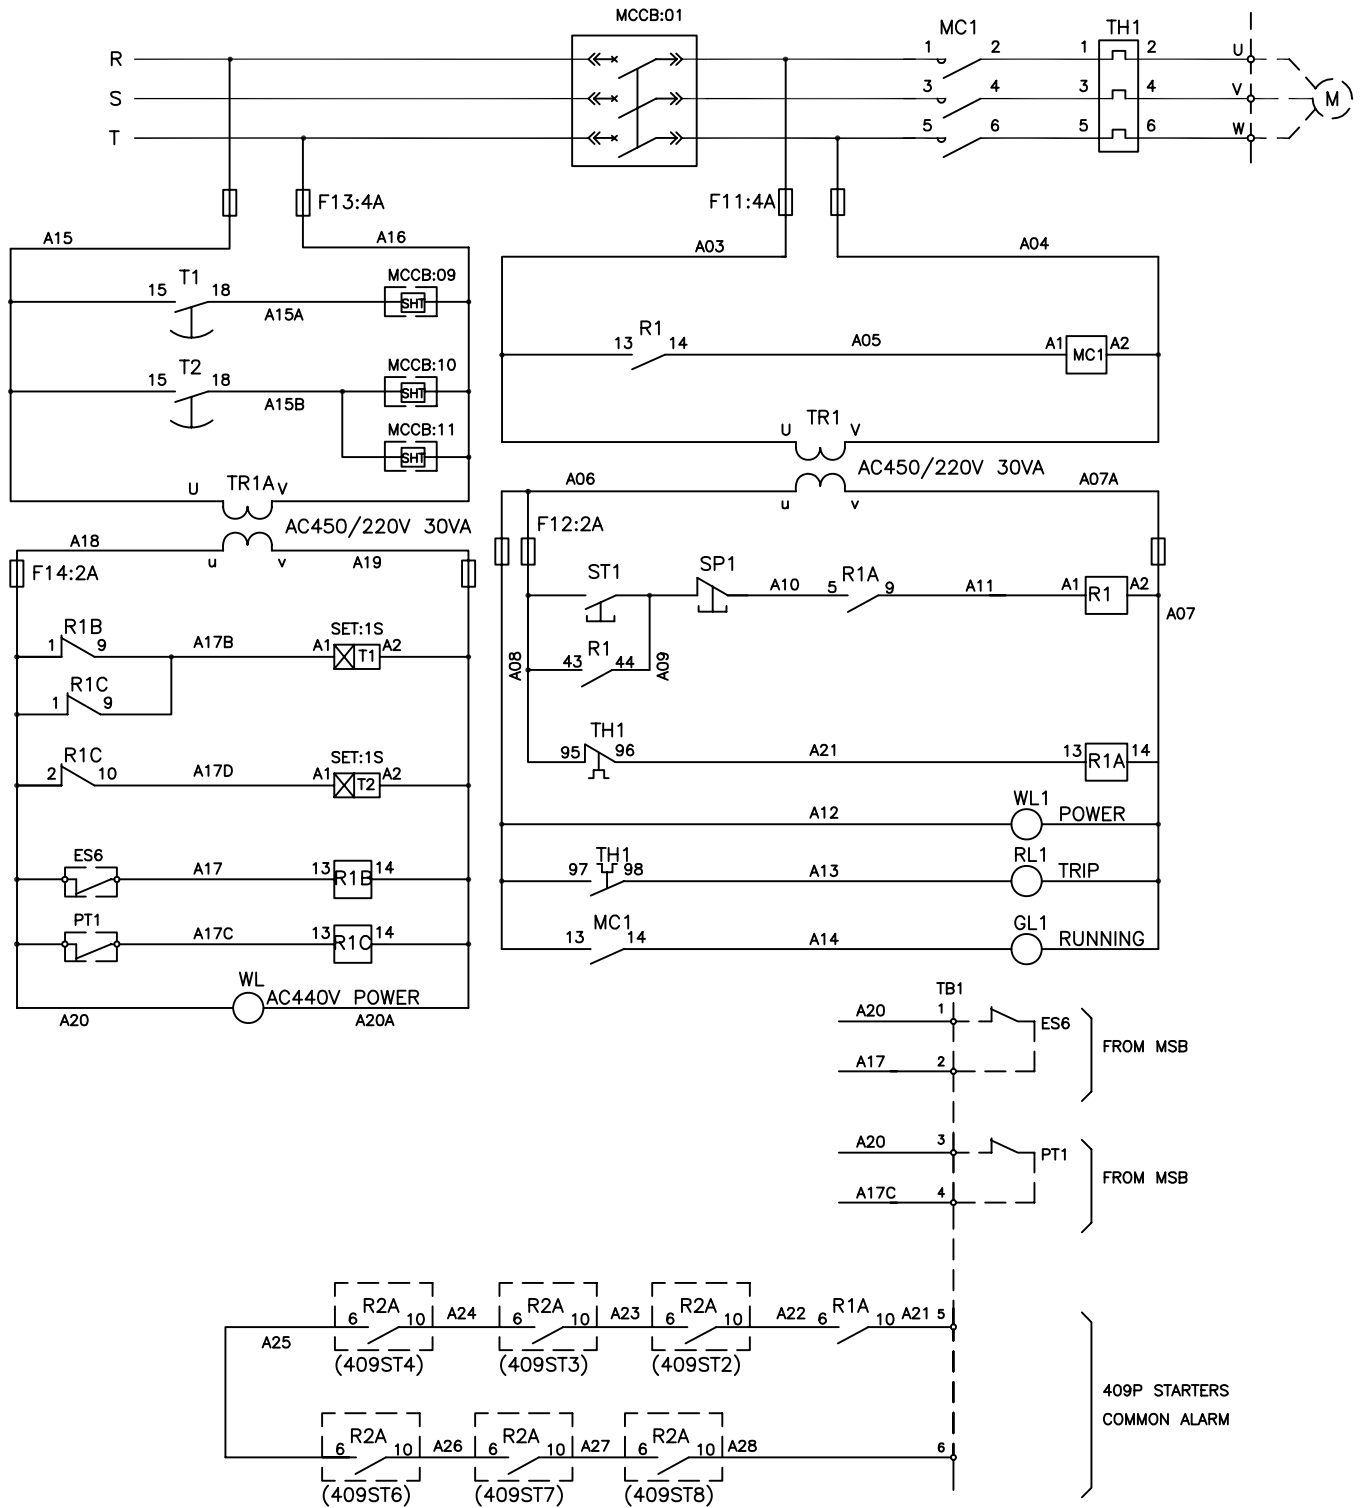 MCCB:01
MC1
TH1
R
1 2
1 2
U
S
3 4
3 4
V
M
T
5 6
5 6
W
F13:4A
F11:4A
A15
A16
A03
A04
T1
MCCB:09
15 18
A15A
SHT
R1
13 14
A05
A1 MC1 A2
T2
MCCB:10
15 18
A15B
SHT
MCCB:11
SHT
TR1
U V
AC450/220V 30VA
U TR1A V
A06
A07A
u v
AC450/220V 30VA
F12:2A
A18
u v
A19
F14:2A
ST1
SP1
A10
R1A
5 9
A11
A1 R1 A2
A07
R1B
1 9
A17B
SET:1S
A1 T1 A2
A08
R1
43 44
A09
R1C
1 9
TH1
95 96
A21
13 R1A 14
R1C
2 10
A17D
SET:1S
A1 T2 A2
A12
WL1
POWER
ES6
A17
13 R1B 14
TH1
97 98
A13
RL1
TRIP
PT1
A17C
13 R1C 14
MC1
13 14
A14
GL1
RUNNING
WL
AC440V POWER
A20
A20A
TB1
A20
1
ES6
FROM MSB
A17
2
A20
3
PT1
FROM MSB
A17C
4
R2A
6 10
A24
R2A
6 10
A23
R2A
6 10
A22
R1A
6 10
A21
5
A25
(409ST4)
(409ST3)
(409ST2)
409P STARTERS
COMMON ALARM
R2A
6 10
A26
R2A
6 10
A27
R2A
6 10
A28
6
(409ST6)
(409ST7)
(409ST8)